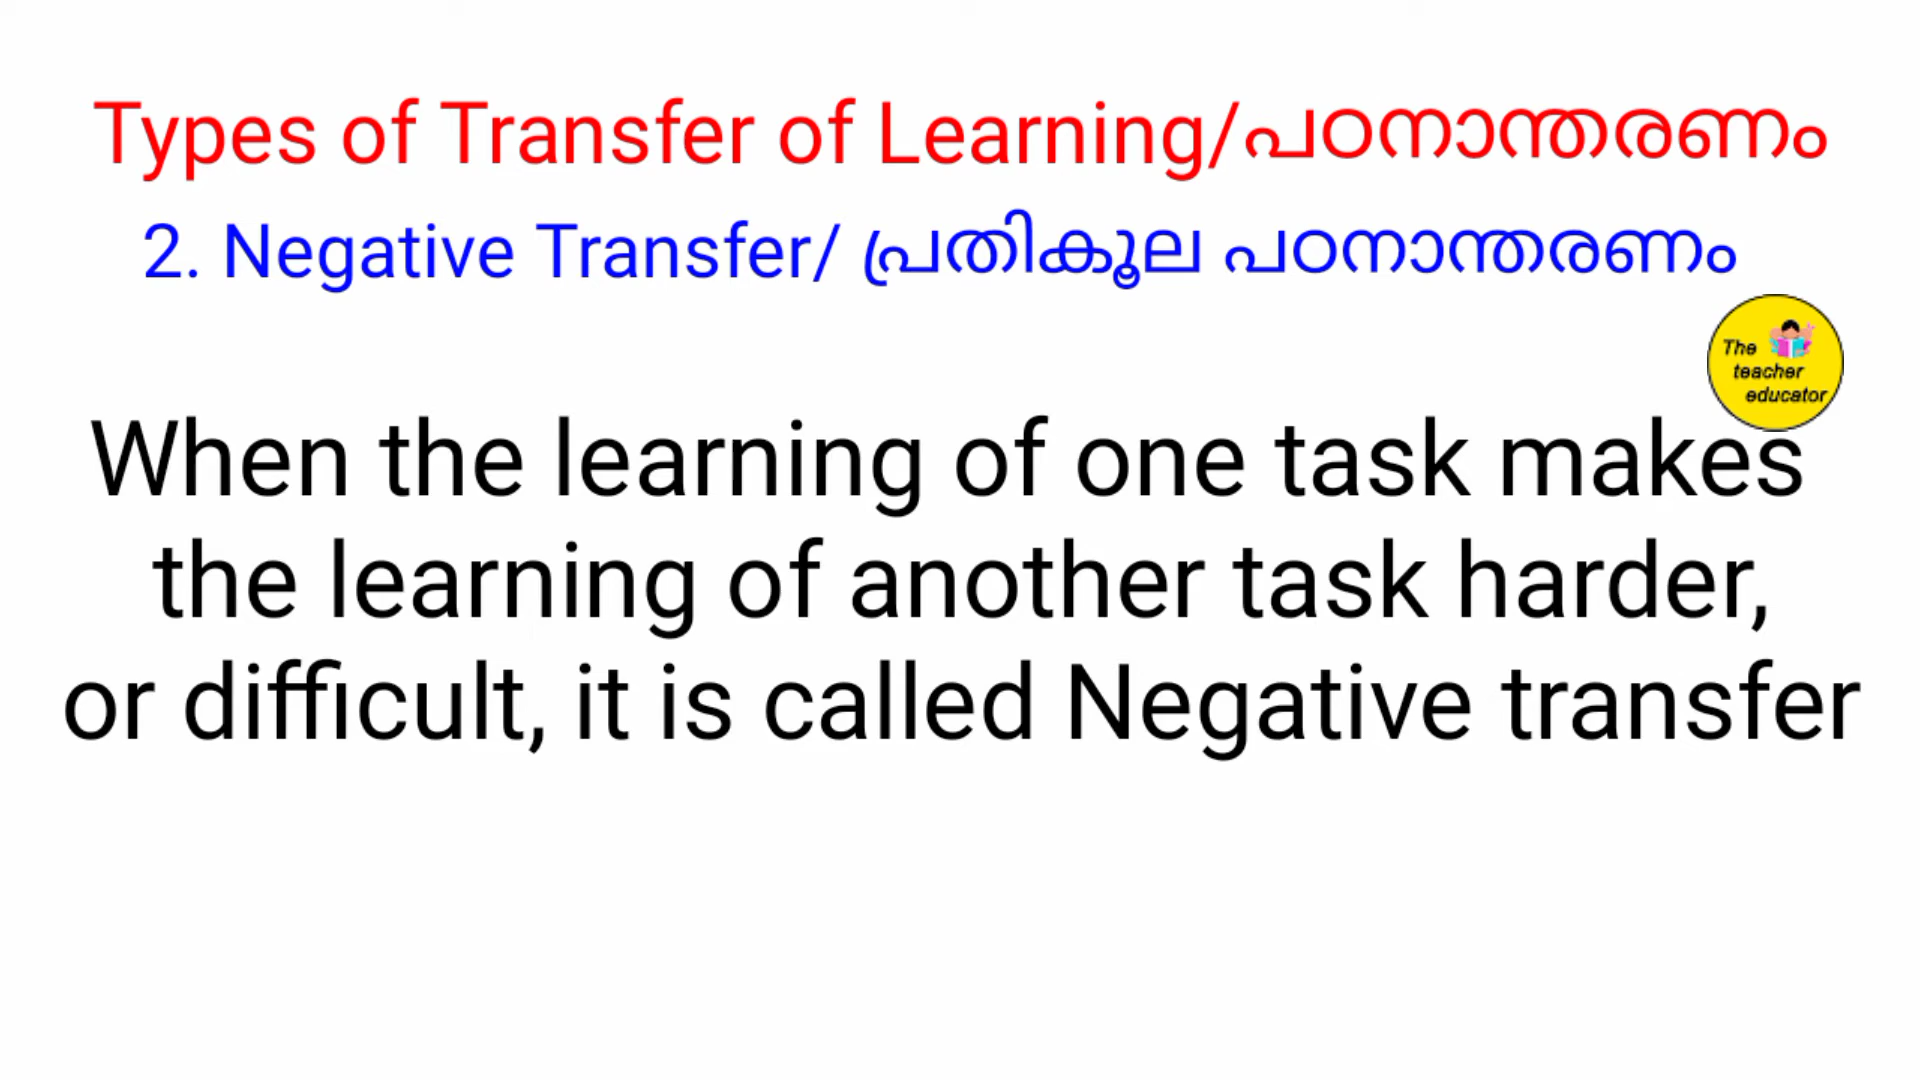 Types of Transfer of Learning/പഠനാന്തരണം
2. Negative Transfer/ പ്രതികൂല പഠനാന്തരണം
The
teacher
educator
When the learning of one task makes
the learning of another task harder,
or difficult, it is called Negative transfer